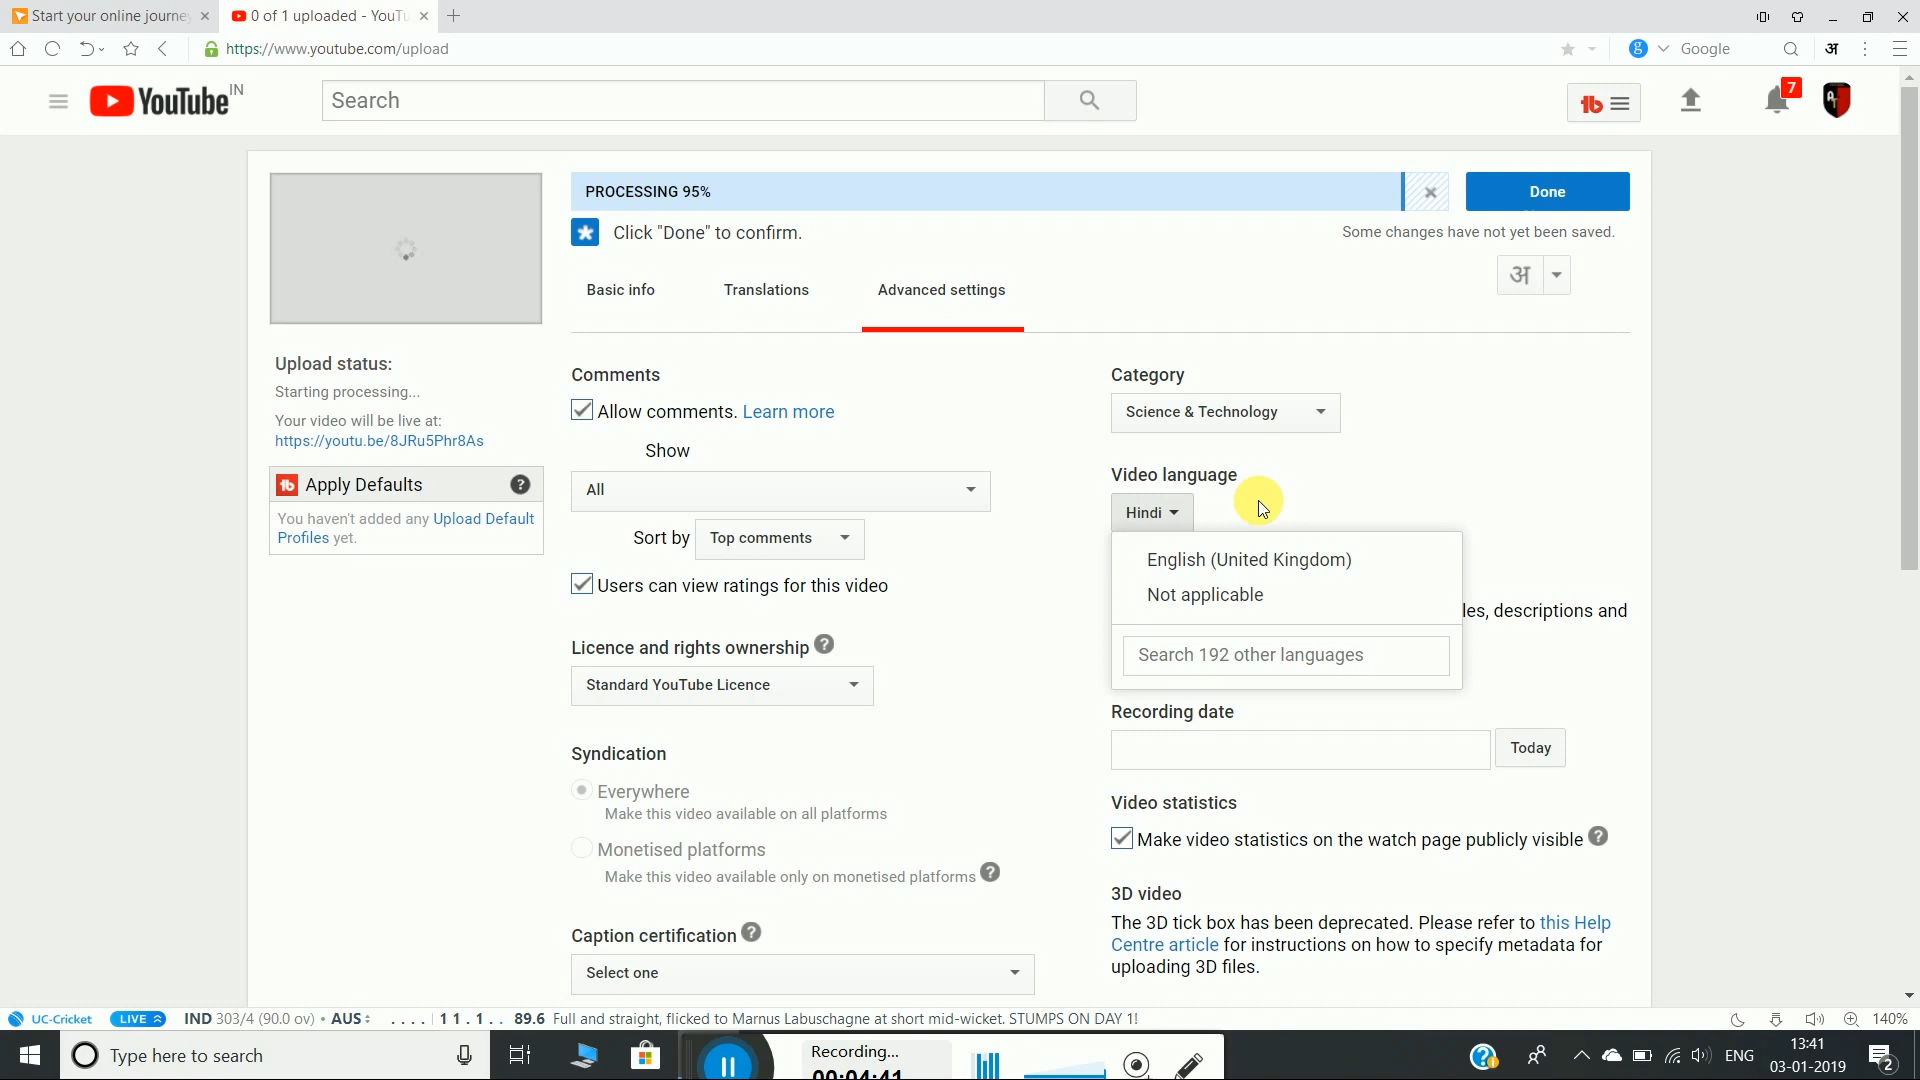 Start your online journe
0 of 1 uploaded - YouTu
https://www.youtube.com/upload
Google
अ
YouTube IN
Search
7
PROCESSING 95%
Done
Click "Done" to confirm.
Some changes have not yet been saved.
Basic info
Translations
Advanced settings
अ
Upload status:
Starting processing...
Your video will be live at:
https://youtu.be/8JRu5Phr8As
Apply Defaults
You haven't added any Upload Default
Profiles yet.
Comments
Allow comments. Learn more
Show
All
Sort by Top comments
Users can view ratings for this video
Licence and rights ownership
Standard YouTube Licence
Syndication
Everywhere
Make this video available on all platforms
Monetised platforms
Make this video available only on monetised platforms
Caption certification
Select one
Category
Science & Technology
Video language
Hindi
English (United Kingdom)
Not applicable
Search 192 other languages
les, descriptions and
Recording date
Today
Video statistics
Make video statistics on the watch page publicly visible
3D video
The 3D tick box has been deprecated. Please refer to this Help
Centre article for instructions on how to specify metadata for
uploading 3D files.
UC-Cricket LIVE IND 303/4 (90.0 ov) • AUS: . . . . | 1 1 . 1 . . 89.6 Full and straight, flicked to Marnus Labuschagne at short mid-wicket. STUMPS ON DAY 1!
140%
Type here to search
Recording...
00:04:41
ENG
13:41
03-01-2019
2